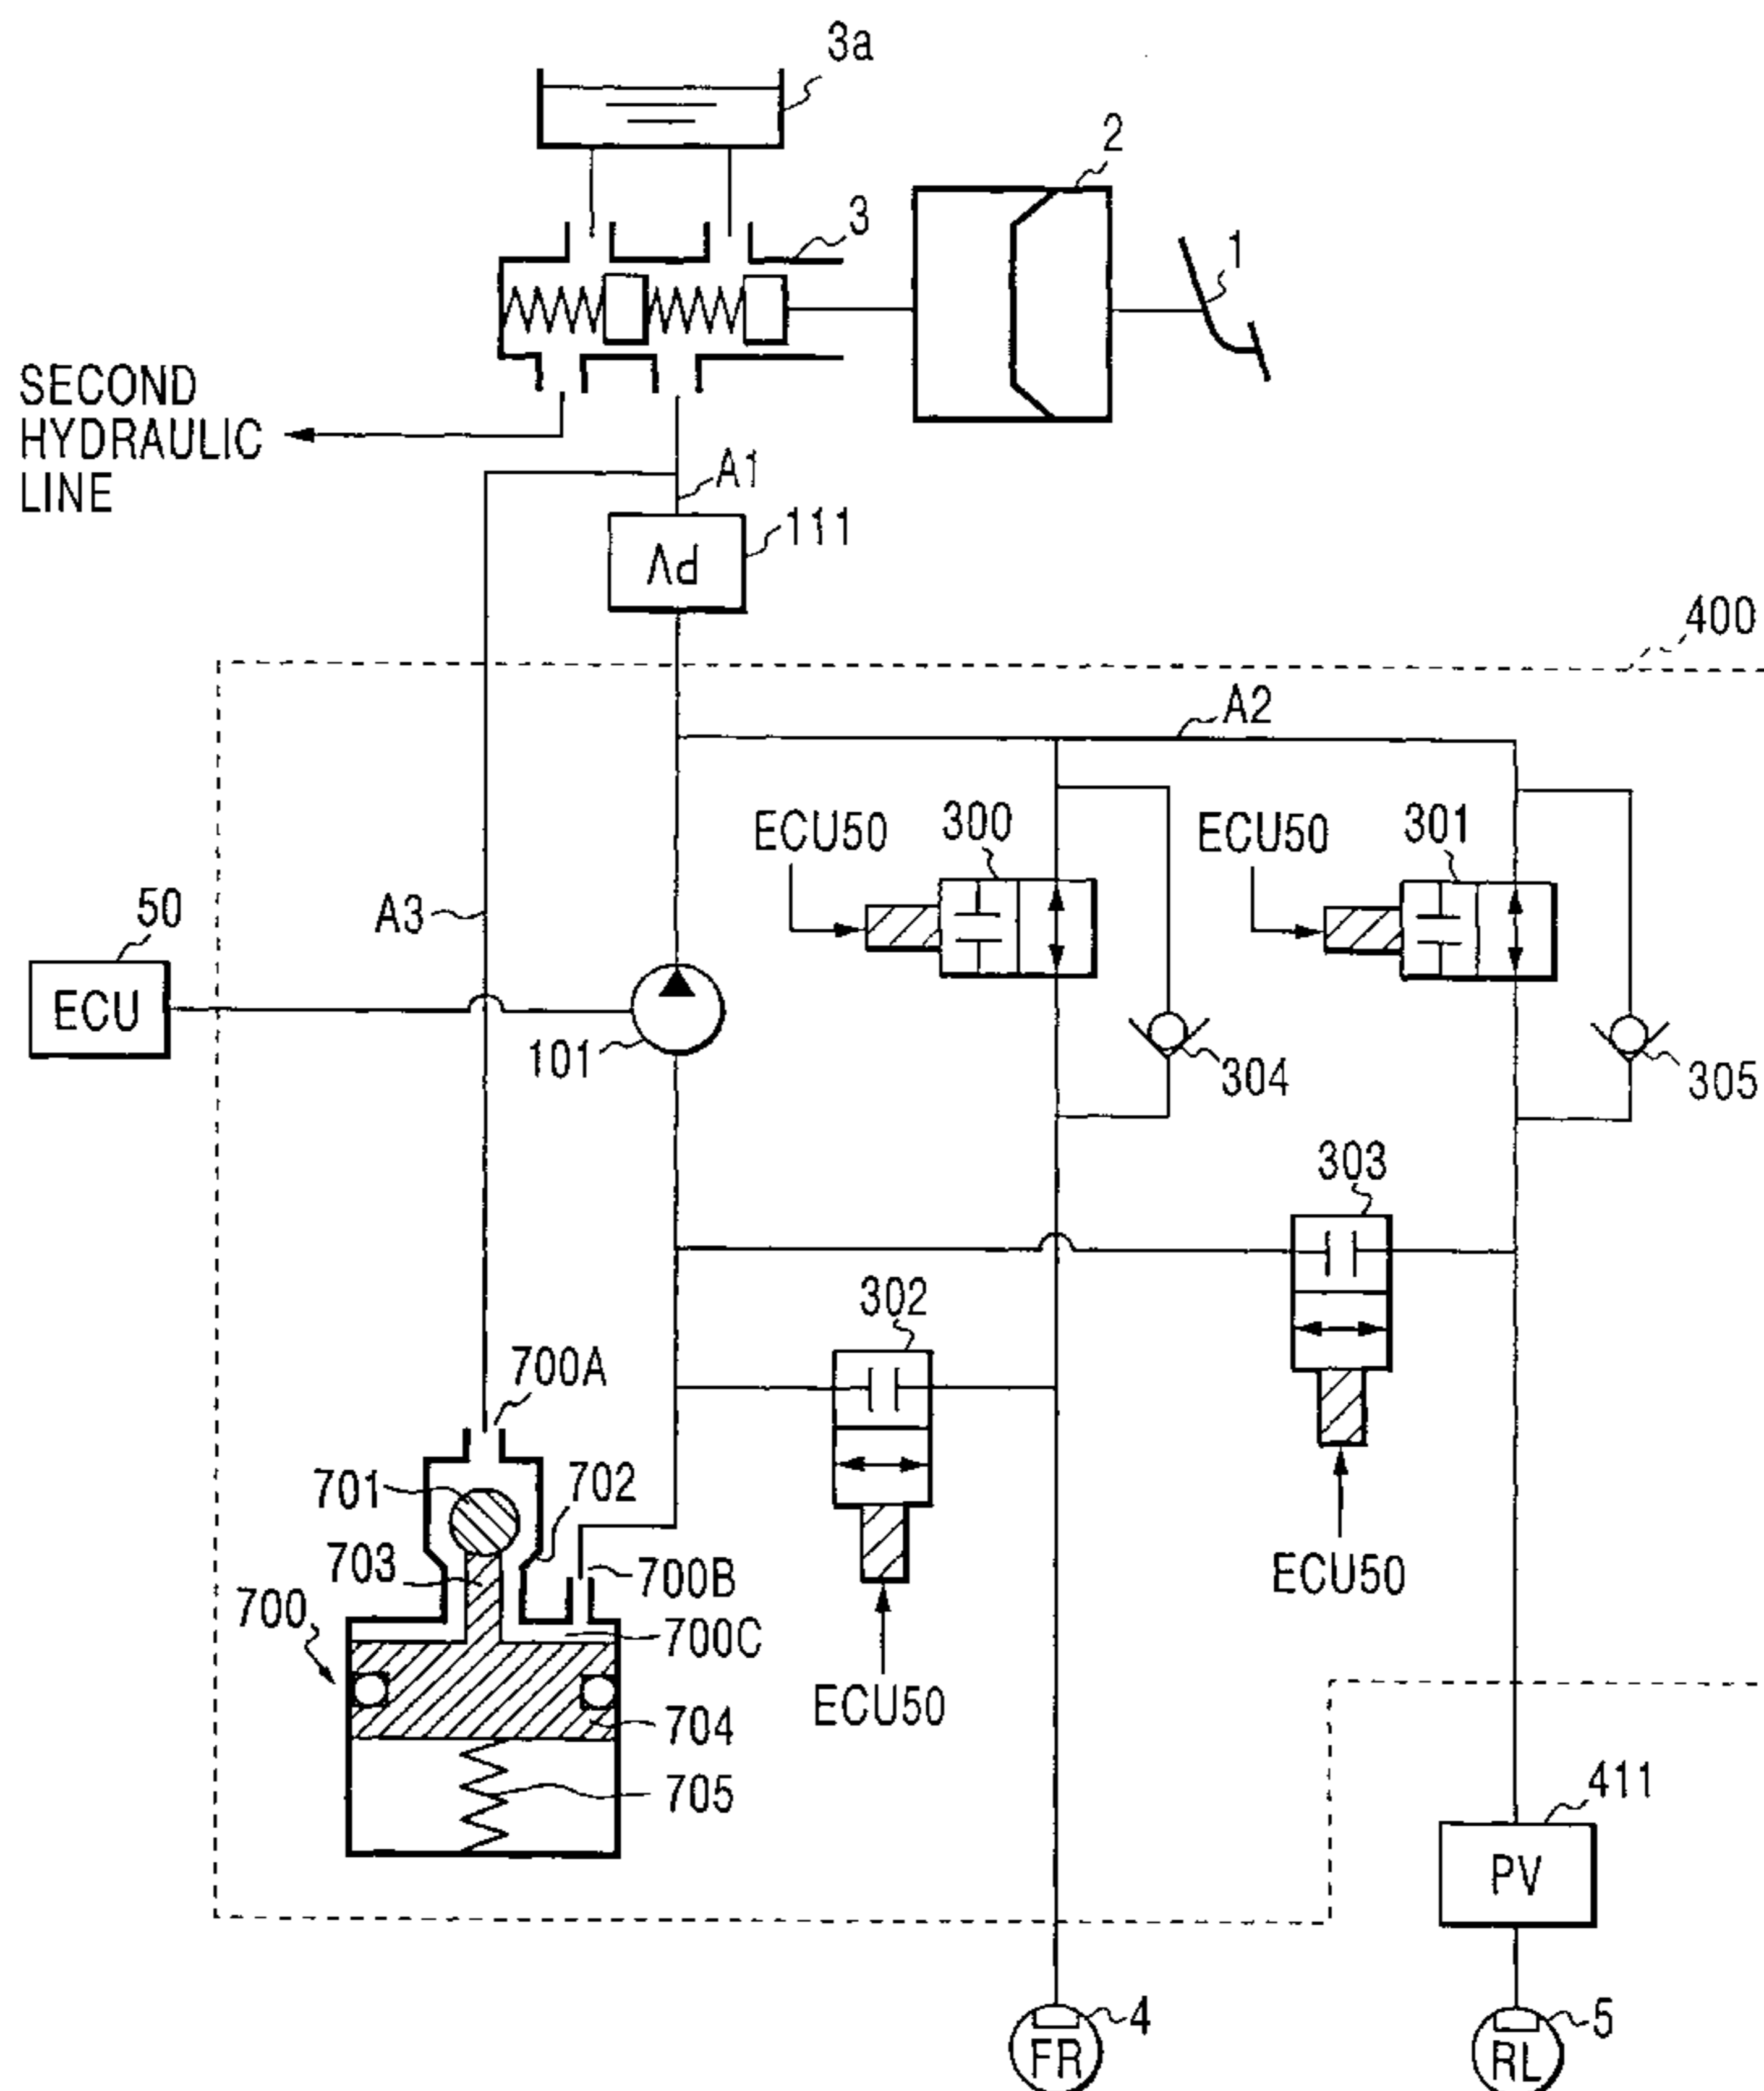 3a
2
3
1
SECOND
HYDRAULIC
LINE
A1
111
PV
400
A2
ECU50
300
ECU50
301
50
A3
ECU
101
304
305
303
302
700A
701
702
703
700B
ECU50
700
700C
ECU50
704
705
411
PV
4
5
FR
RL